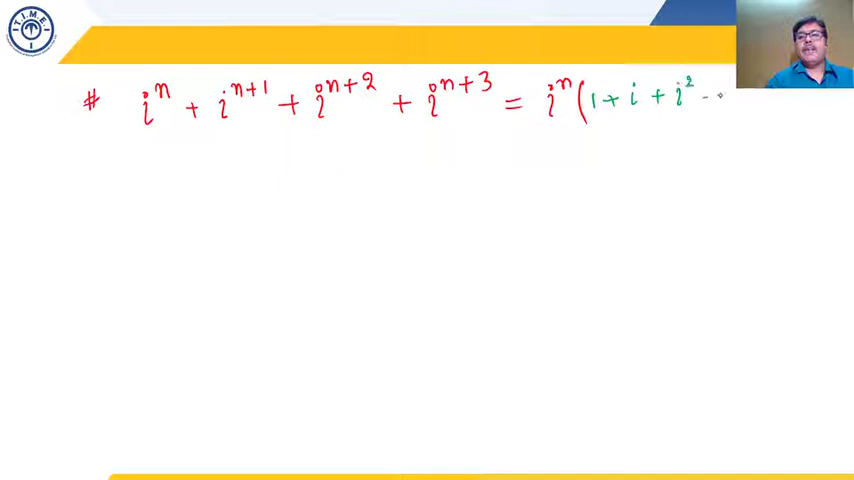 T.I.M.E.
# i^n + i^{n+1} + i^{n+2} + i^{n+3} = i^n (1 + i + i^2 -